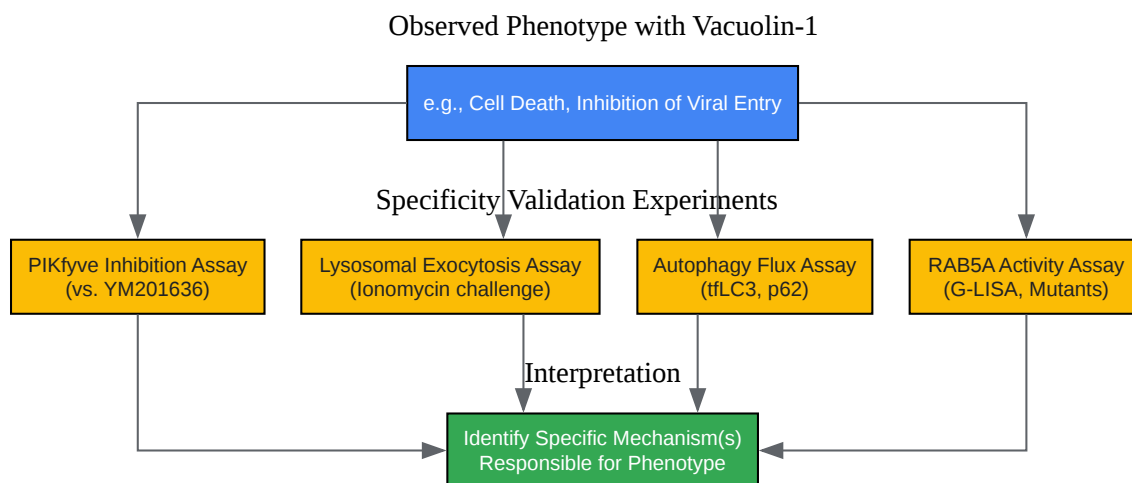 Observed Phenotype with Vacuolin-1
e.g., Cell Death, Inhibition of Viral Entry
Specificity Validation Experiments
PIKfyve Inhibition Assay
(vs. YM201636)
Lysosomal Exocytosis Assay
(Ionomycin challenge)
Autophagy Flux Assay
(tfLC3, p62)
RAB5A Activity Assay
(G-LISA, Mutants)
Interpretation
Identify Specific Mechanism(s)
Responsible for Phenotype